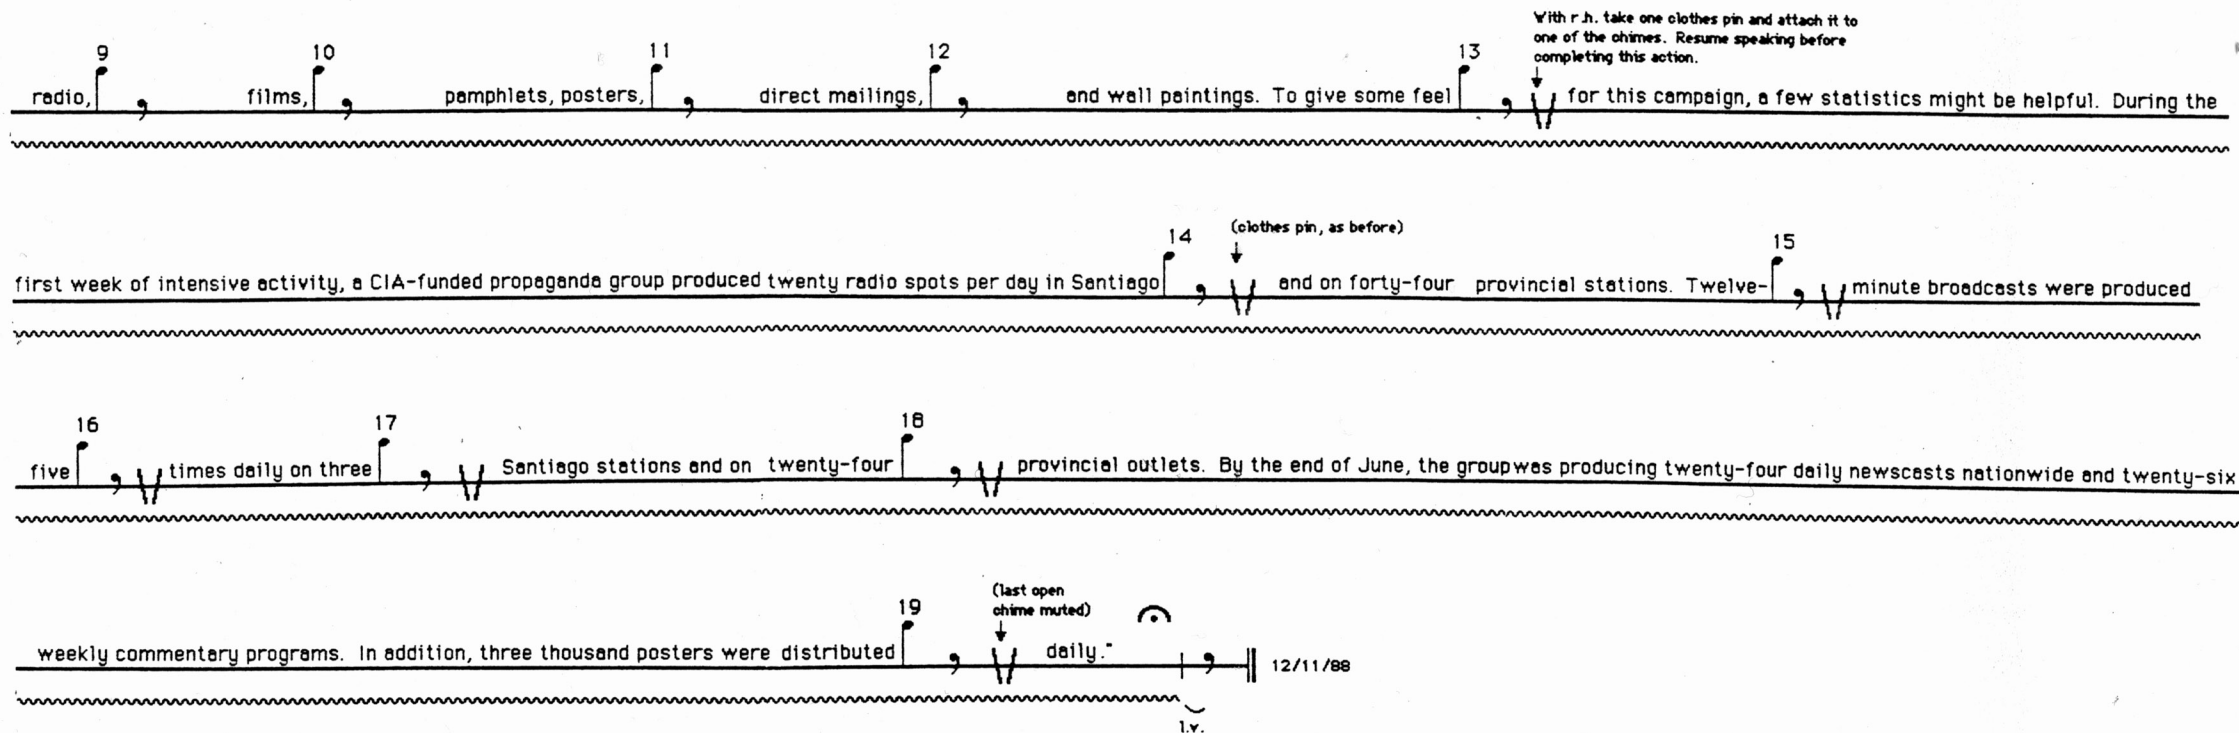 With r.h. take one clothes pin and attach it to
one of the chimes. Resume speaking before
completing this action.
9 10 11 12 13
radio, films, pamphlets, posters, direct mailings, and wall paintings. To give some feel for this campaign, a few statistics might be helpful. During the
(clothes pin, as before)
14 15
first week of intensive activity, a CIA-funded propaganda group produced twenty radio spots per day in Santiago and on forty-four provincial stations. Twelve- minute broadcasts were produced
16 17 18
five times daily on three Santiago stations and on twenty-four provincial outlets. By the end of June, the group was producing twenty-four daily newscasts nationwide and twenty-six
(last open
chime muted)
19
weekly commentary programs. In addition, three thousand posters were distributed daily." 12/11/88
l.v.